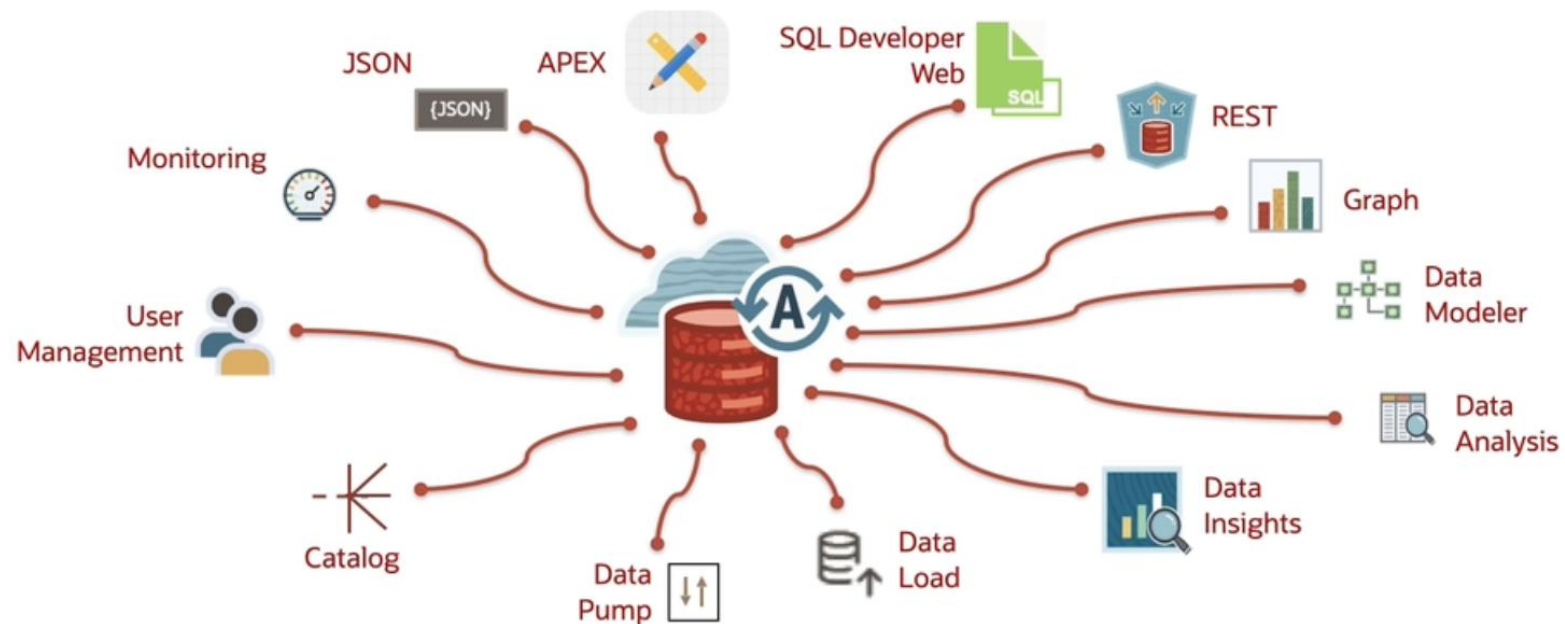 JSON
{JSON}
APEX
SQL Developer
Web
SQL
REST
Monitoring
Graph
User
Management
A
Data
Modeler
Data
Analysis
Catalog
Data
Pump
Data
Load
Data
Insights